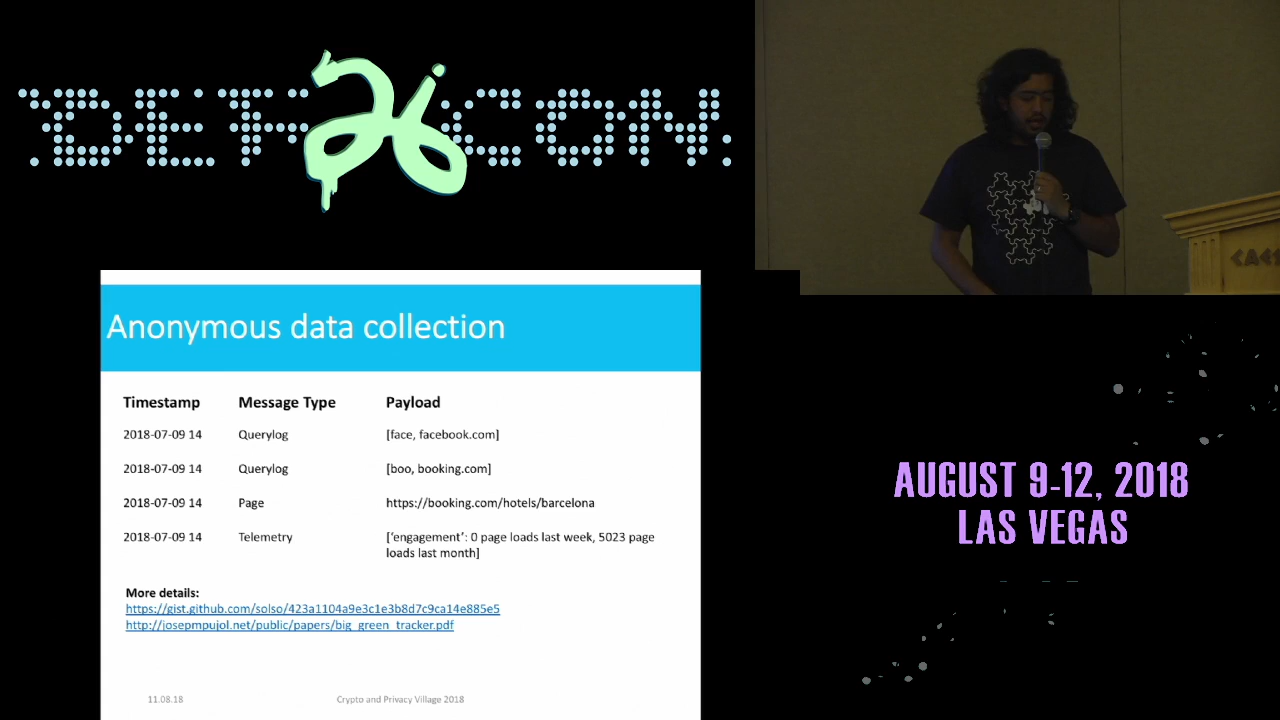 DEF 26 CON
Anonymous data collection
Timestamp Message Type Payload
2018-07-09 14 Querylog [face, facebook.com]
2018-07-09 14 Querylog [boo, booking.com]
2018-07-09 14 Page https://booking.com/hotels/barcelona
2018-07-09 14 Telemetry ['engagement': 0 page loads last week, 5023 page
loads last month]
More details:
https://gist.github.com/solso/423a1104a9e3c1e3b8d7c9ca14e885e5
http://josepmpujol.net/public/papers/big_green_tracker.pdf
11.08.18 Crypto and Privacy Village 2018
CAES
AUGUST 9-12, 2018
LAS VEGAS